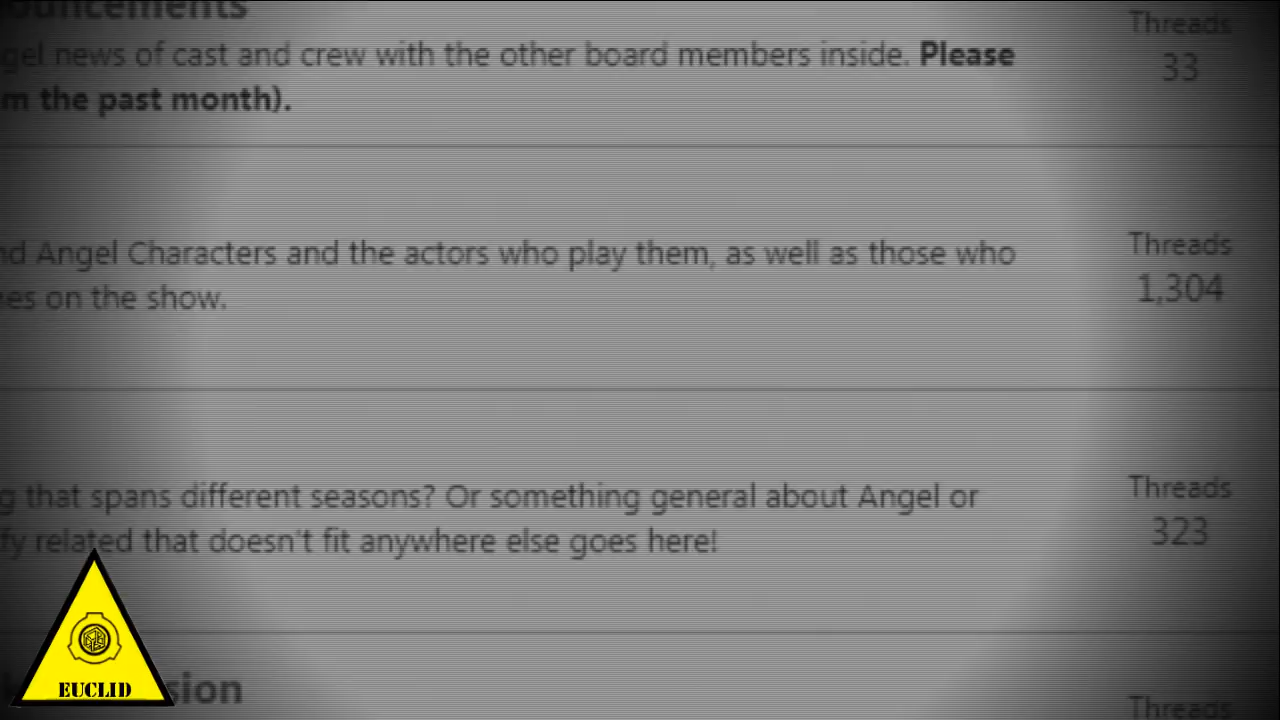 ouncements
Threads
gel news of cast and crew with the other board members inside. Please
33
m the past month).
nd Angel Characters and the actors who play them, as well as those who
Threads
es on the show.
1,304
g that spans different seasons? Or something general about Angel or
Threads
fy related that doesn't fit anywhere else goes here!
323
EUCLID
sion
Threads